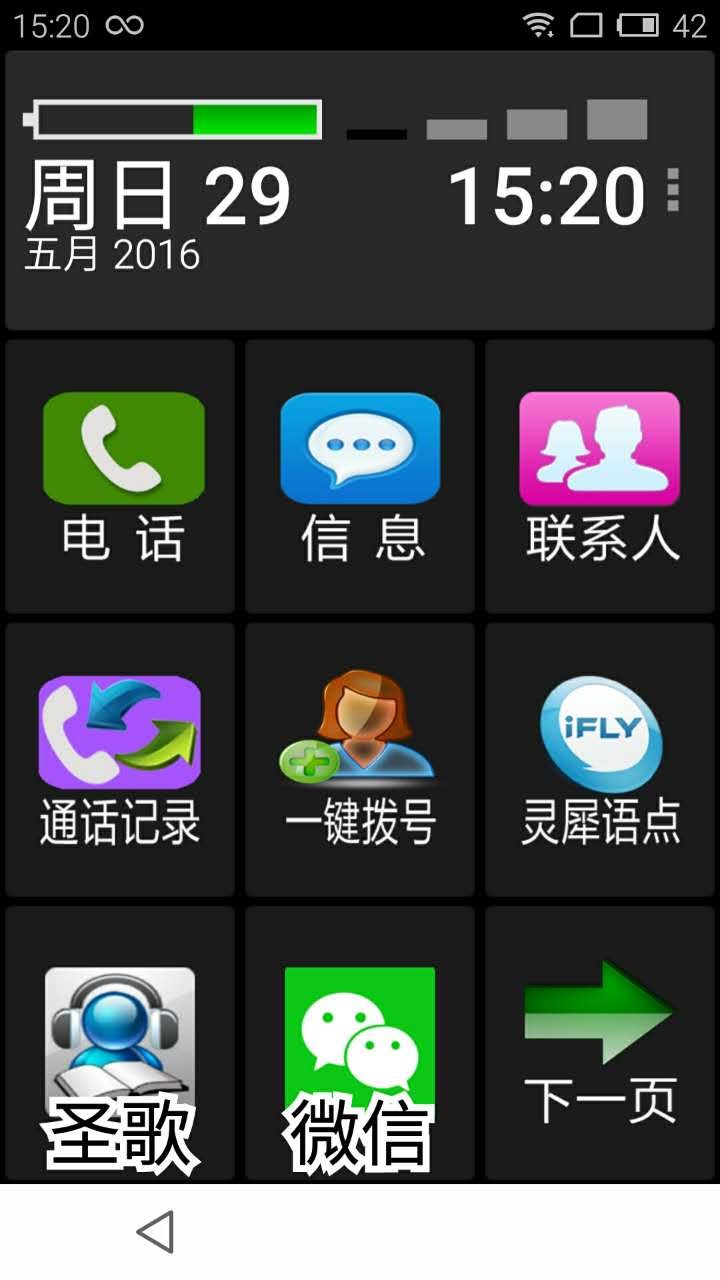 15:20 42
周日 29 15:20
五月 2016
电 话 信 息 联系人
iFLY
通话记录 一键拨号 灵犀语点
圣歌 微信 下一页